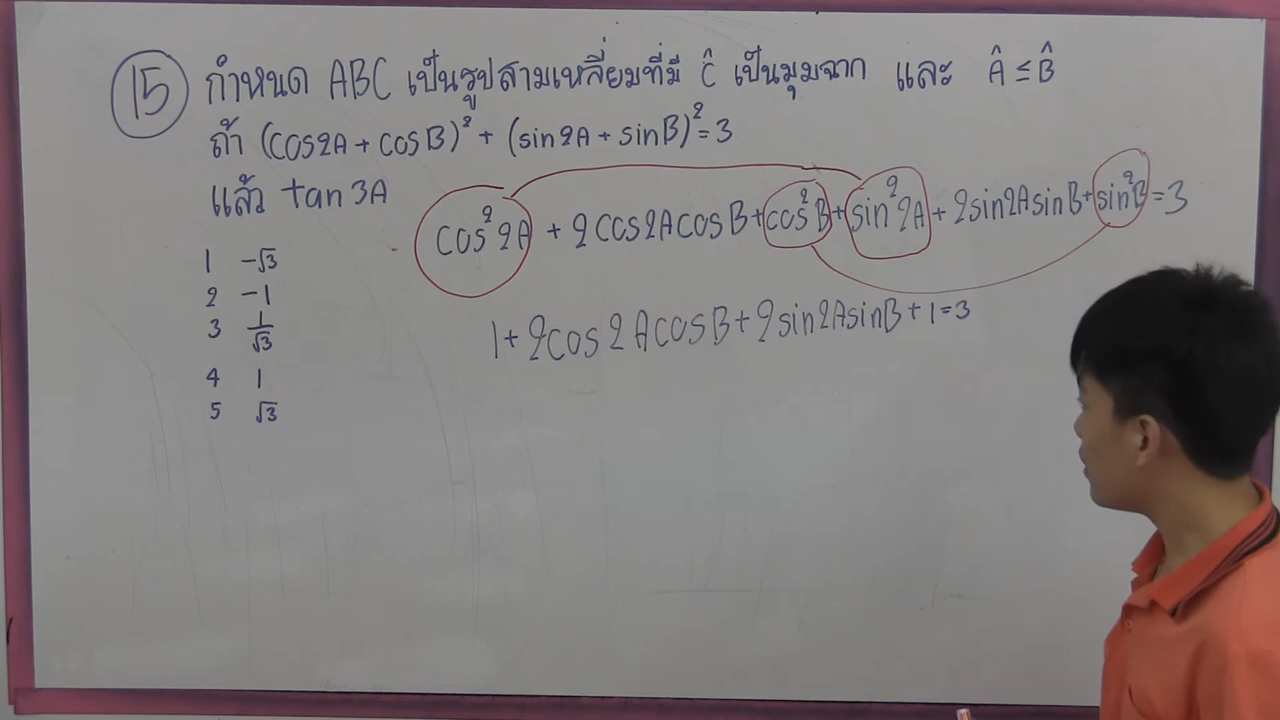 15 กำหนด ABC เป็นรูปสามเหลี่ยมที่มี Ĉ เป็นมุมฉาก และ Â ≤ B̂
ถ้า (cos2A + cosB)² + (sin2A + sinB)² = 3
แล้ว tan 3A
cos²2A + 2cos2AcosB + cos²B + sin²2A + 2sin2AsinB + sin²B = 3
1 -√3
2 -1
3 1/√3
4 1
5 √3
1 + 2cos2AcosB + 2sin2AsinB + 1 = 3